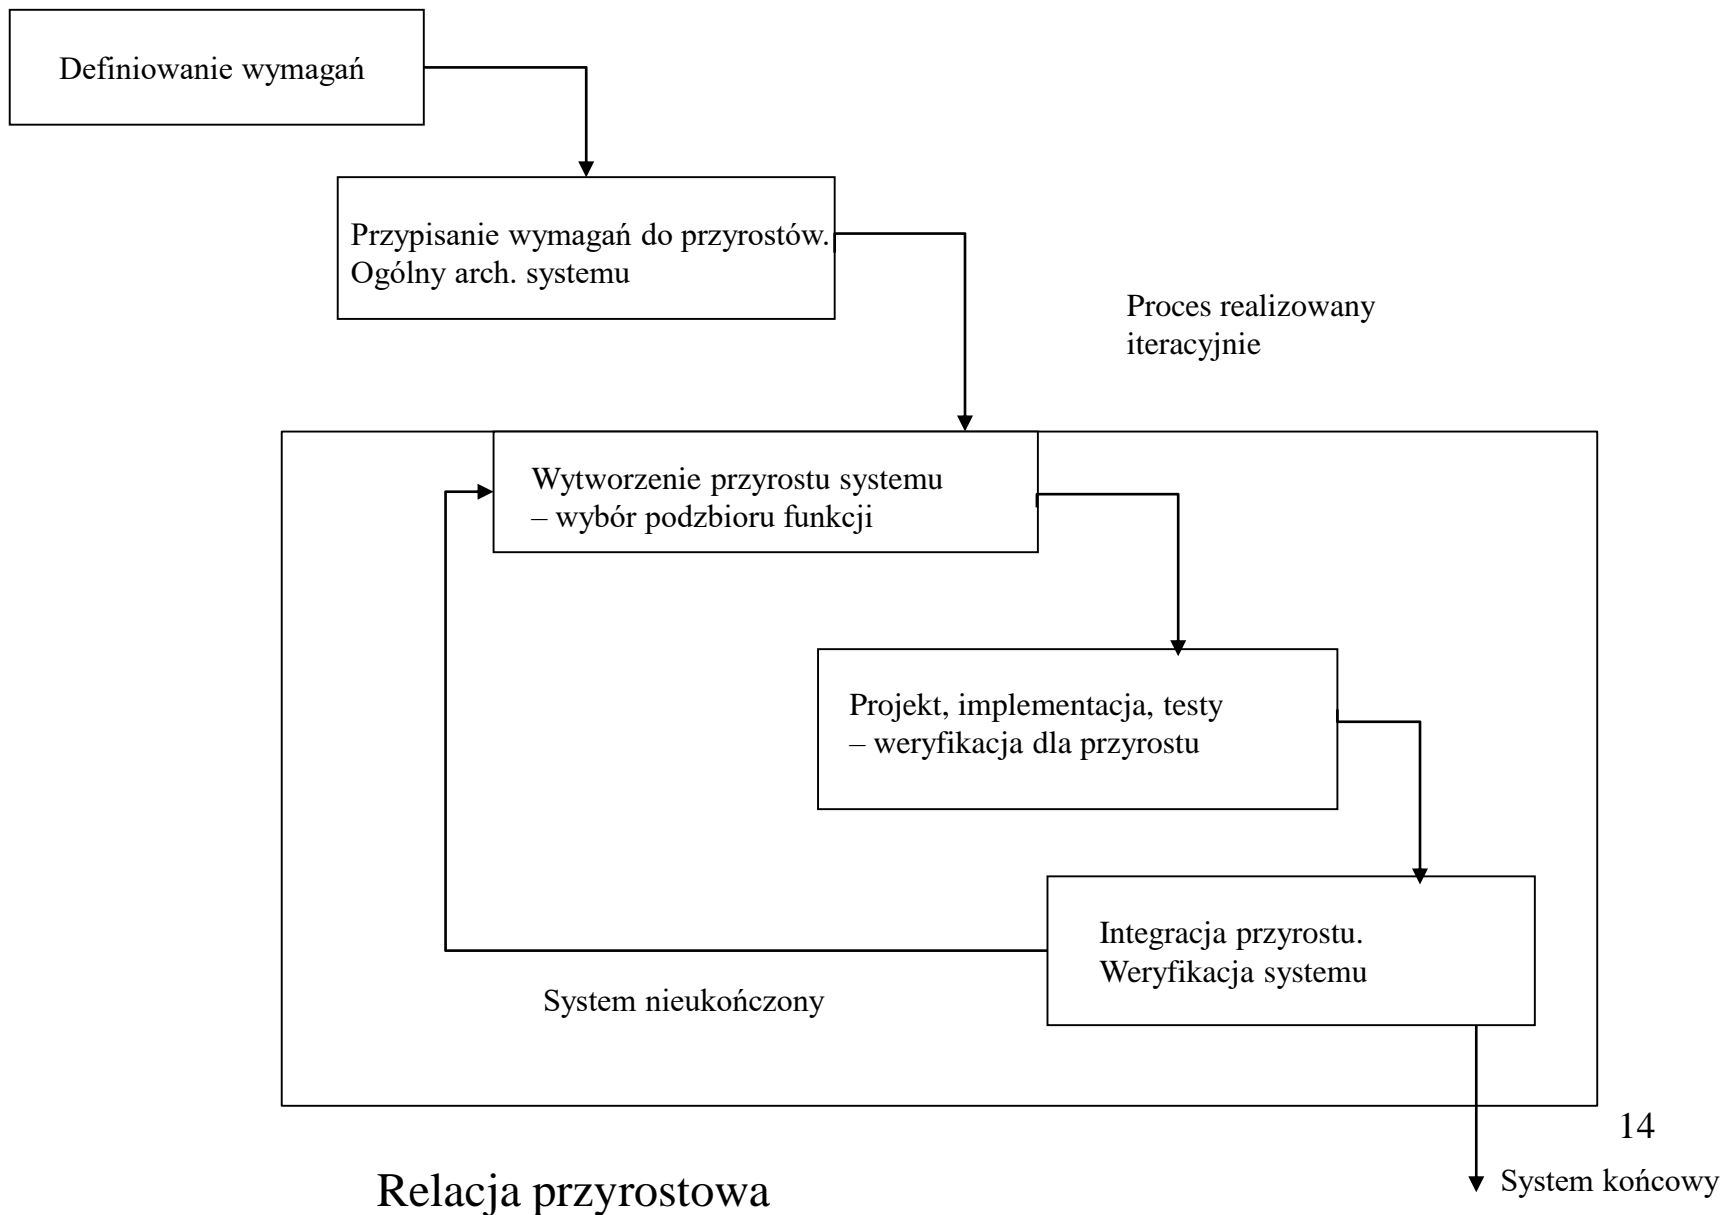 Definiowanie wymagań
Przypisanie wymagań do przyrostów.
Ogólny arch. systemu
Proces realizowany
iteracyjnie
Wytworzenie przyrostu systemu
– wybór podzbioru funkcji
Projekt, implementacja, testy
– weryfikacja dla przyrostu
Integracja przyrostu.
Weryfikacja systemu
System nieukończony
14
System końcowy
Relacja przyrostowa